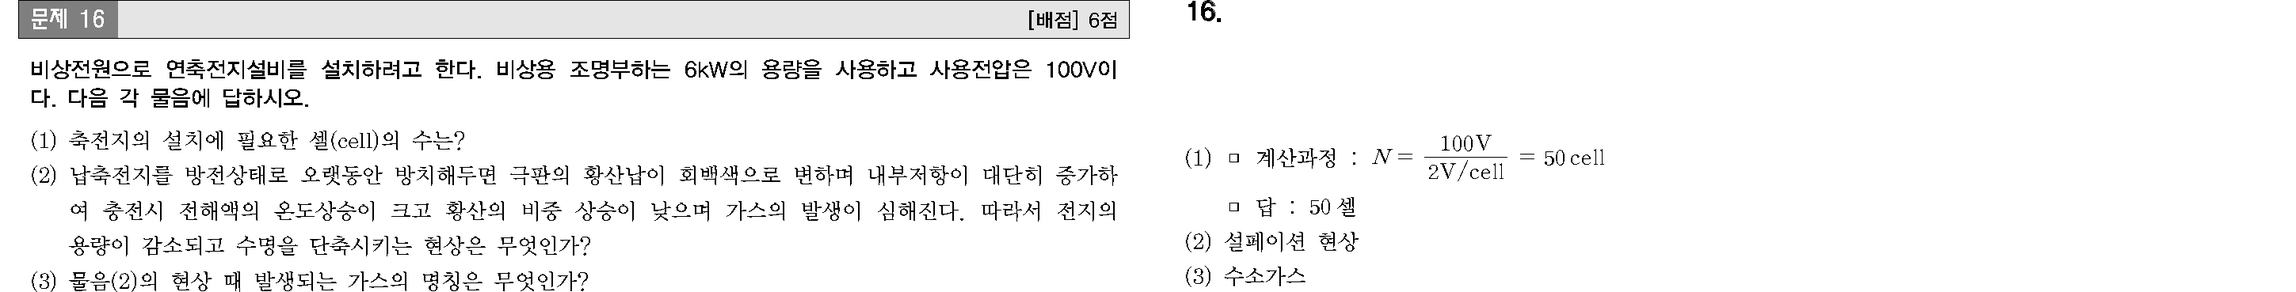 문제 16
[배점] 6점
비상전원으로 연축전지설비를 설치하려고 한다. 비상용 조명부하는 6kW의 용량을 사용하고 사용전압은 100V이
다. 다음 각 물음에 답하시오.
(1) 축전지의 설치에 필요한 셀(cell)의 수는?
(2) 납축전지를 방전상태로 오랫동안 방치해두면 극판의 황산납이 회백색으로 변하며 내부저항이 대단히 증가하
여 충전시 전해액의 온도상승이 크고 황산의 비중 상승이 낮으며 가스의 발생이 심해진다. 따라서 전지의
용량이 감소되고 수명을 단축시키는 현상은 무엇인가?
(3) 물음(2)의 현상 때 발생되는 가스의 명칭은 무엇인가?
16.
(1) ㅁ 계산과정 : N = 100V / 2V/cell = 50 cell
ㅁ 답 : 50 셀
(2) 설페이션 현상
(3) 수소가스